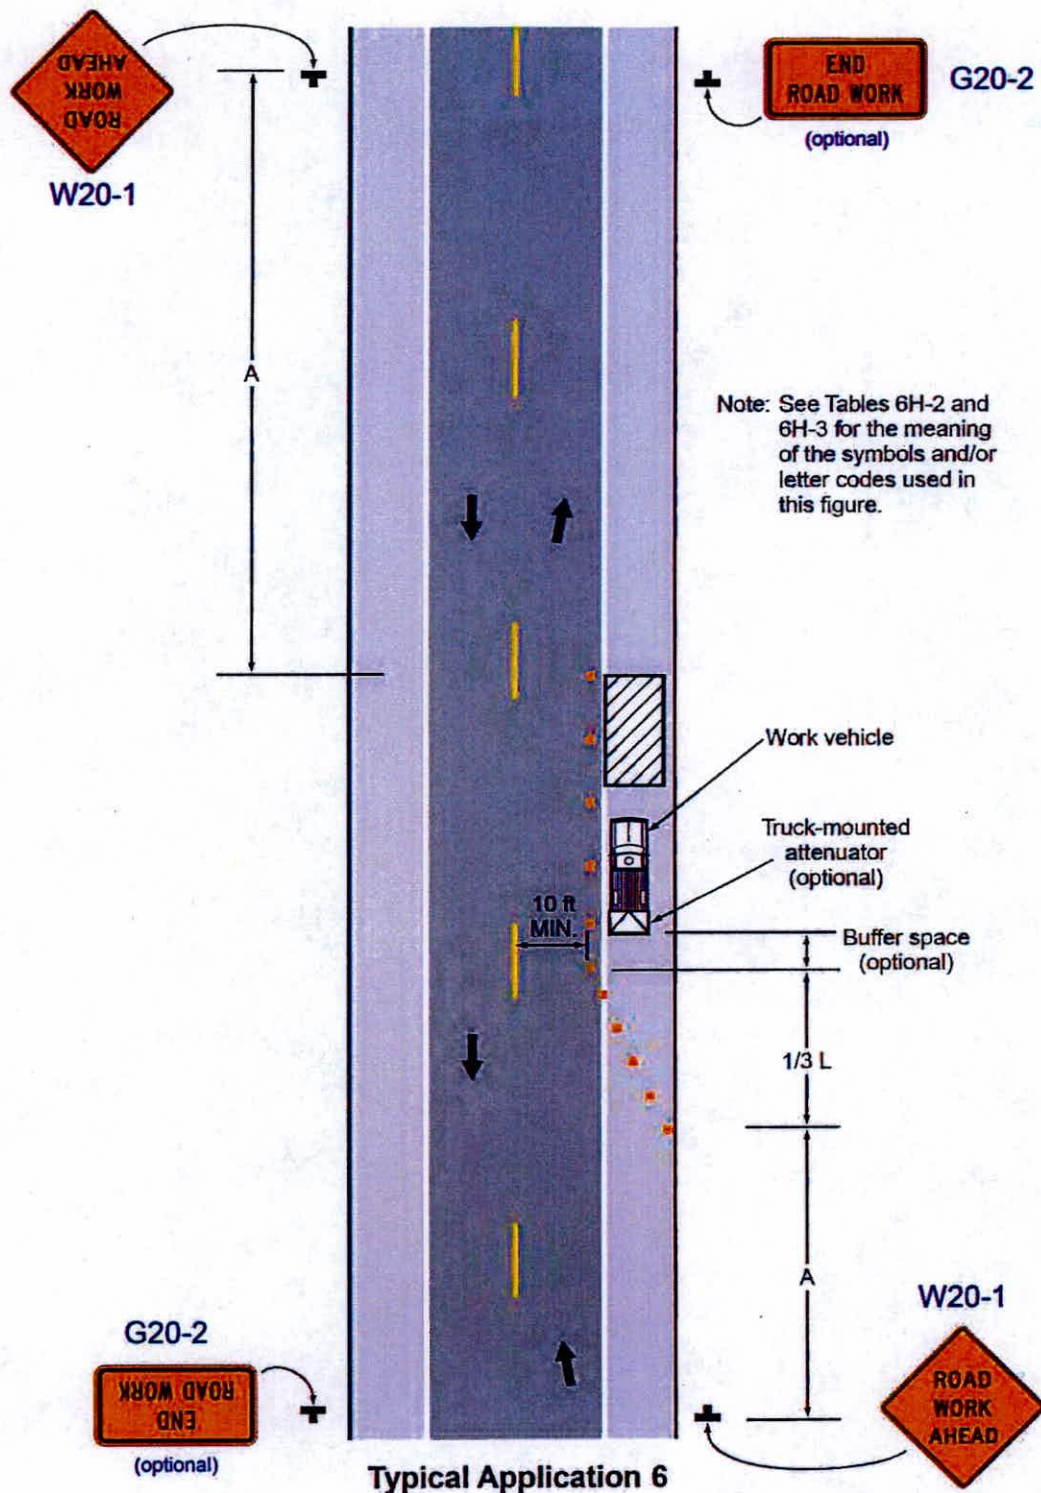 ROAD
WORK
AHEAD
W20-1
END
ROAD WORK
(optional)
G20-2
A
Note: See Tables 6H-2 and
6H-3 for the meaning
of the symbols and/or
letter codes used in
this figure.
Work vehicle
Truck-mounted
attenuator
(optional)
10 ft
MIN.
Buffer space
(optional)
1/3 L
A
W20-1
ROAD
WORK
AHEAD
G20-2
END
ROAD WORK
(optional)
Typical Application 6